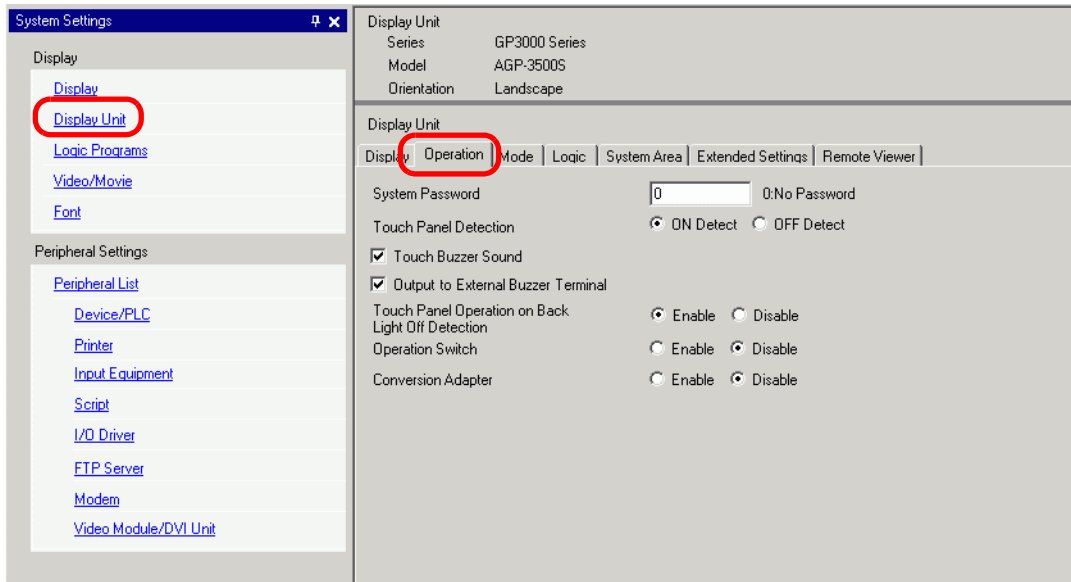 System Settings
Display
Display
Display Unit
Logic Programs
Video/Movie
Font
Peripheral Settings
Peripheral List
Device/PLC
Printer
Input Equipment
Script
I/O Driver
FTP Server
Modem
Video Module/DVI Unit
Display Unit
Series GP3000 Series
Model AGP-3500S
Orientation Landscape
Display Unit
Display Operation Mode Logic System Area Extended Settings Remote Viewer
System Password 0 0:No Password
Touch Panel Detection ON Detect OFF Detect
Touch Buzzer Sound
Output to External Buzzer Terminal
Touch Panel Operation on Back
Light Off Detection Enable Disable
Operation Switch Enable Disable
Conversion Adapter Enable Disable